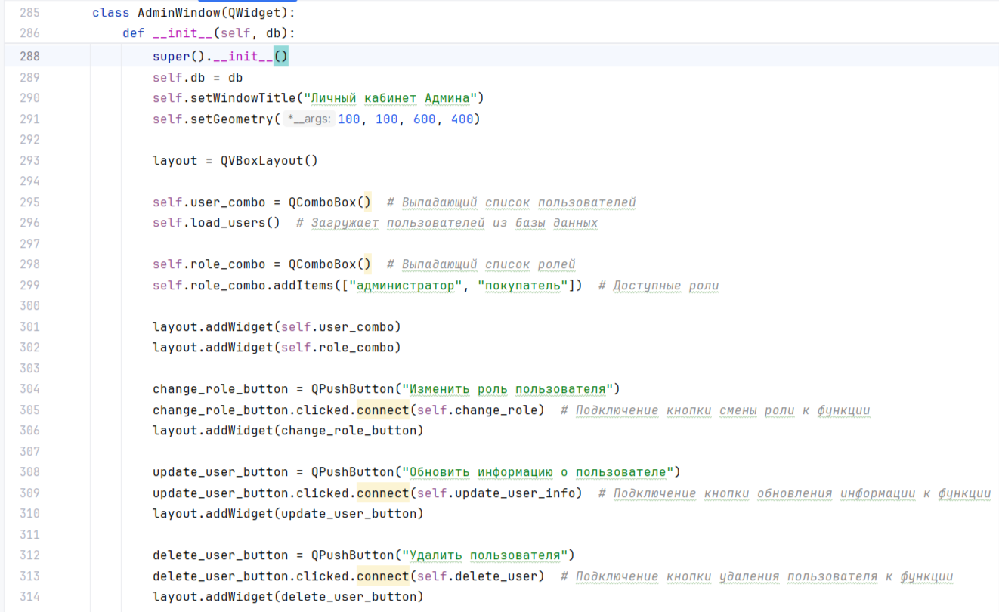 285 class AdminWindow(QWidget):
286 def __init__(self, db):
288 super().__init__()
289 self.db = db
290 self.setWindowTitle("Личный кабинет Админа")
291 self.setGeometry( *__args: 100, 100, 600, 400)
292
293 layout = QVBoxLayout()
294
295 self.user_combo = QComboBox()  # Выпадающий список пользователей
296 self.load_users()  # Загружает пользователей из базы данных
297
298 self.role_combo = QComboBox()  # Выпадающий список ролей
299 self.role_combo.addItems(["администратор", "покупатель"])  # Доступные роли
300
301 layout.addWidget(self.user_combo)
302 layout.addWidget(self.role_combo)
303
304 change_role_button = QPushButton("Изменить роль пользователя")
305 change_role_button.clicked.connect(self.change_role)  # Подключение кнопки смены роли к функции
306 layout.addWidget(change_role_button)
307
308 update_user_button = QPushButton("Обновить информацию о пользователе")
309 update_user_button.clicked.connect(self.update_user_info)  # Подключение кнопки обновления информации к функции
310 layout.addWidget(update_user_button)
311
312 delete_user_button = QPushButton("Удалить пользователя")
313 delete_user_button.clicked.connect(self.delete_user)  # Подключение кнопки удаления пользователя к функции
314 layout.addWidget(delete_user_button)